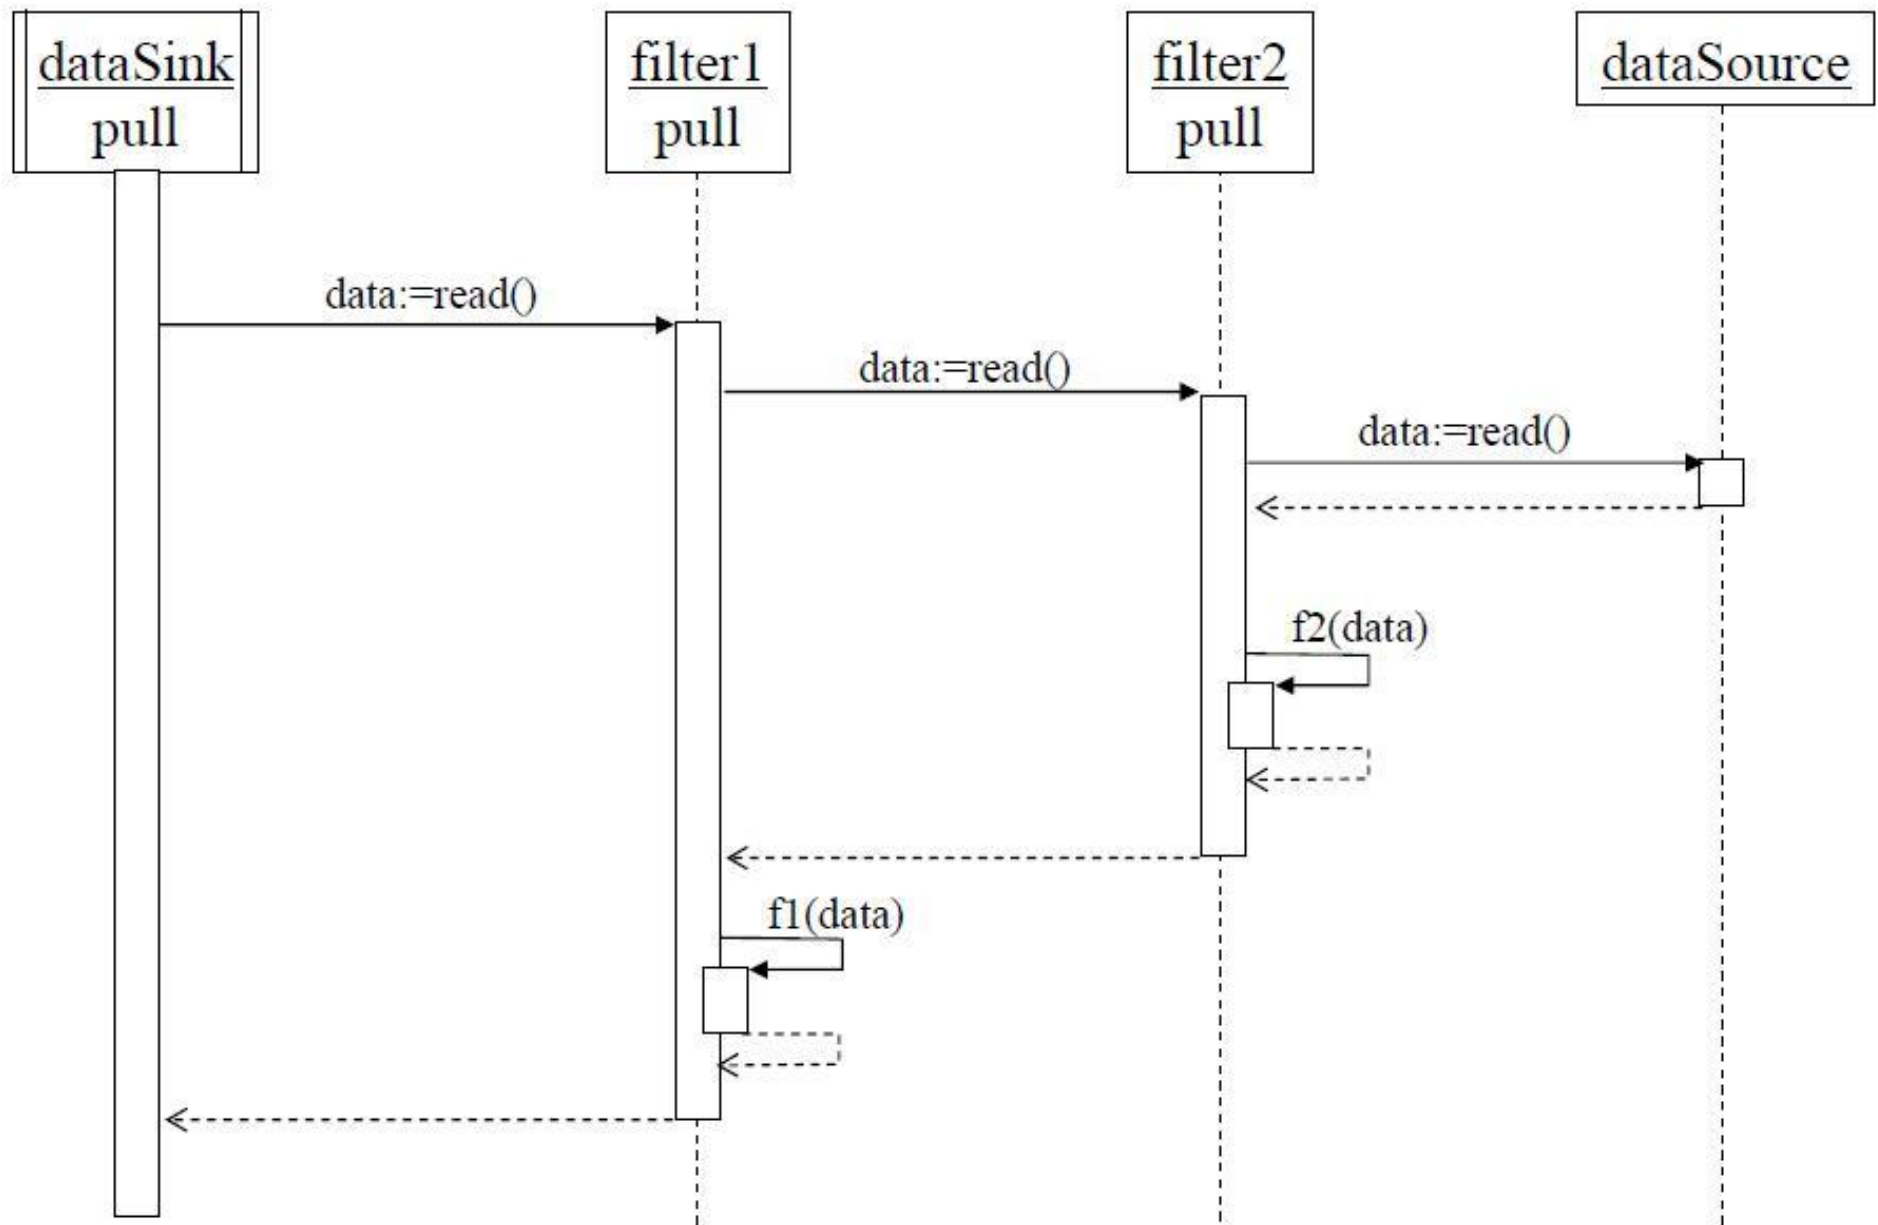 dataSink
pull
filter1
pull
filter2
pull
dataSource
data:=read()
data:=read()
data:=read()
f2(data)
f1(data)